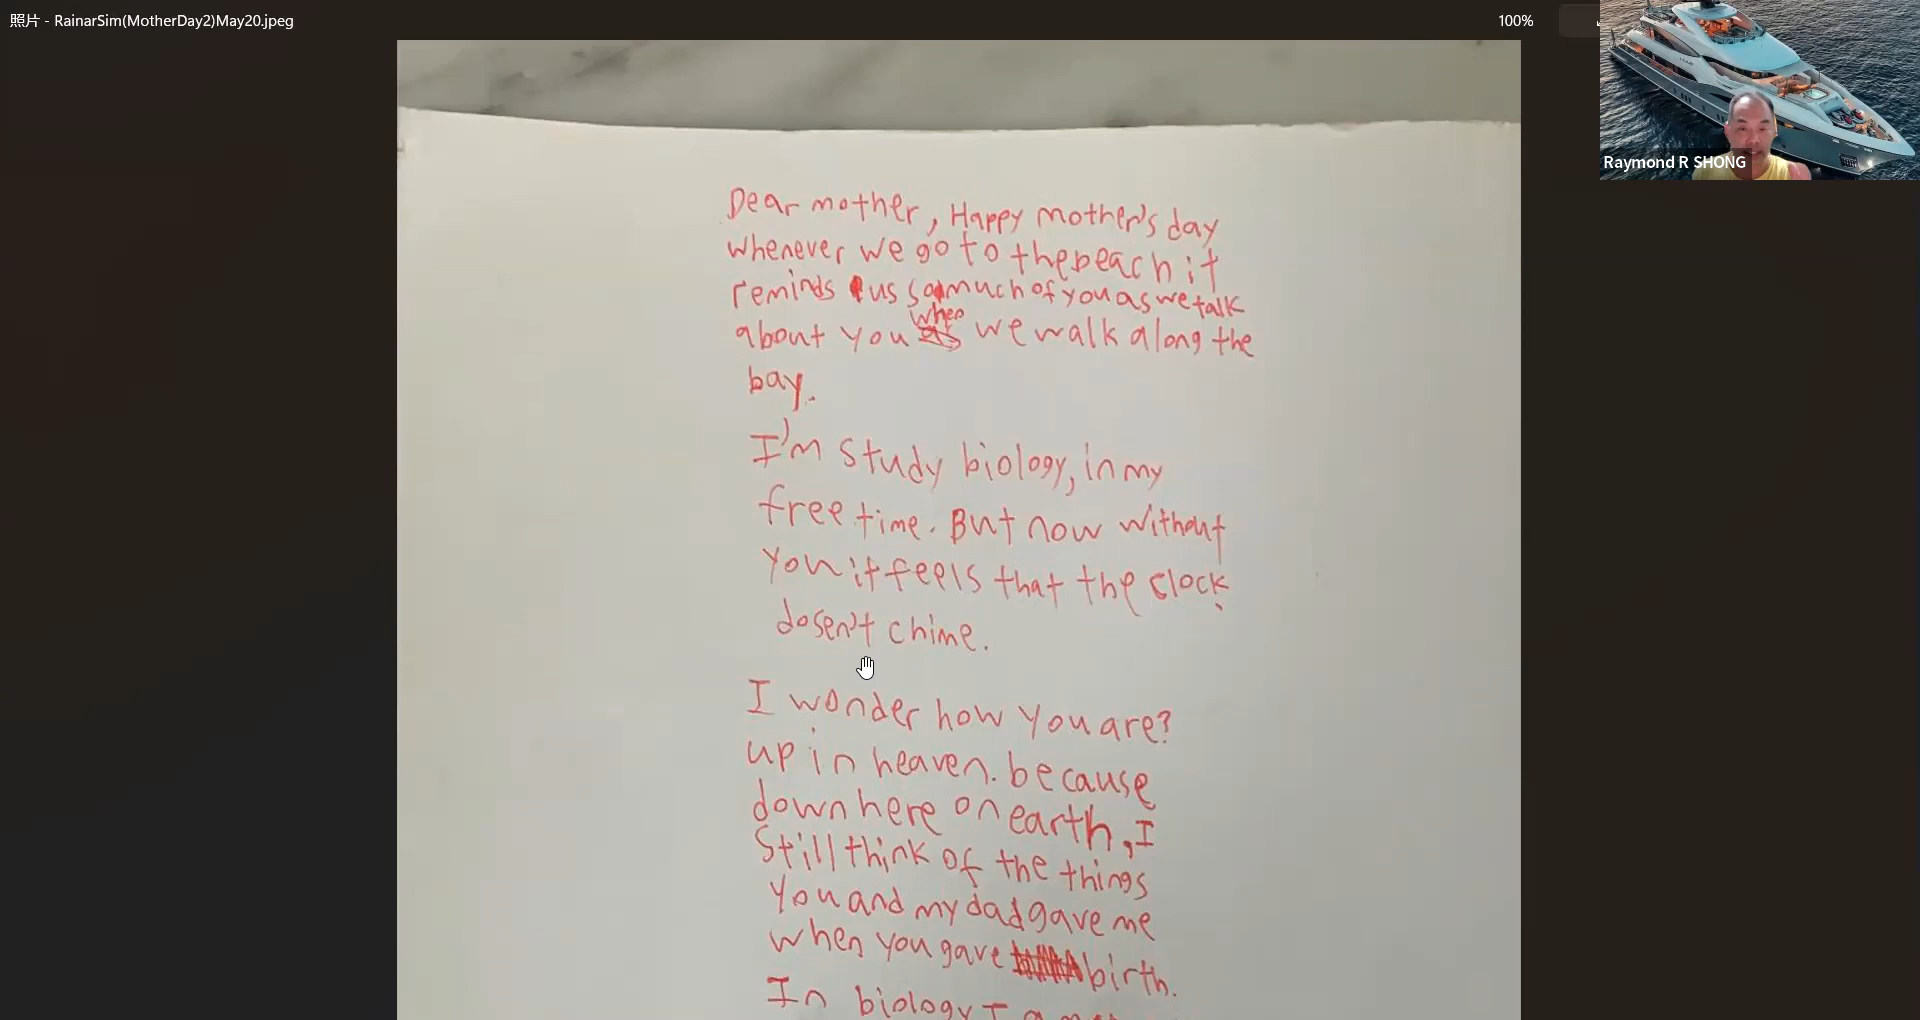 照片 - RainarSim(MotherDay2)May20.jpeg
100%
Raymond R SHONG
Dear mother, Happy mother's day
whenever we go to the beach it
reminds us so much of you as we talk
about you when we walk along the
bay.
I'm study biology, in my
free time. But now without
you it feels that the clock
dosen't chime.
I wonder how you are?
up in heaven. because
down here on earth, I
Still think of the things
you and my dad gave me
when you gave birth.
In biology I